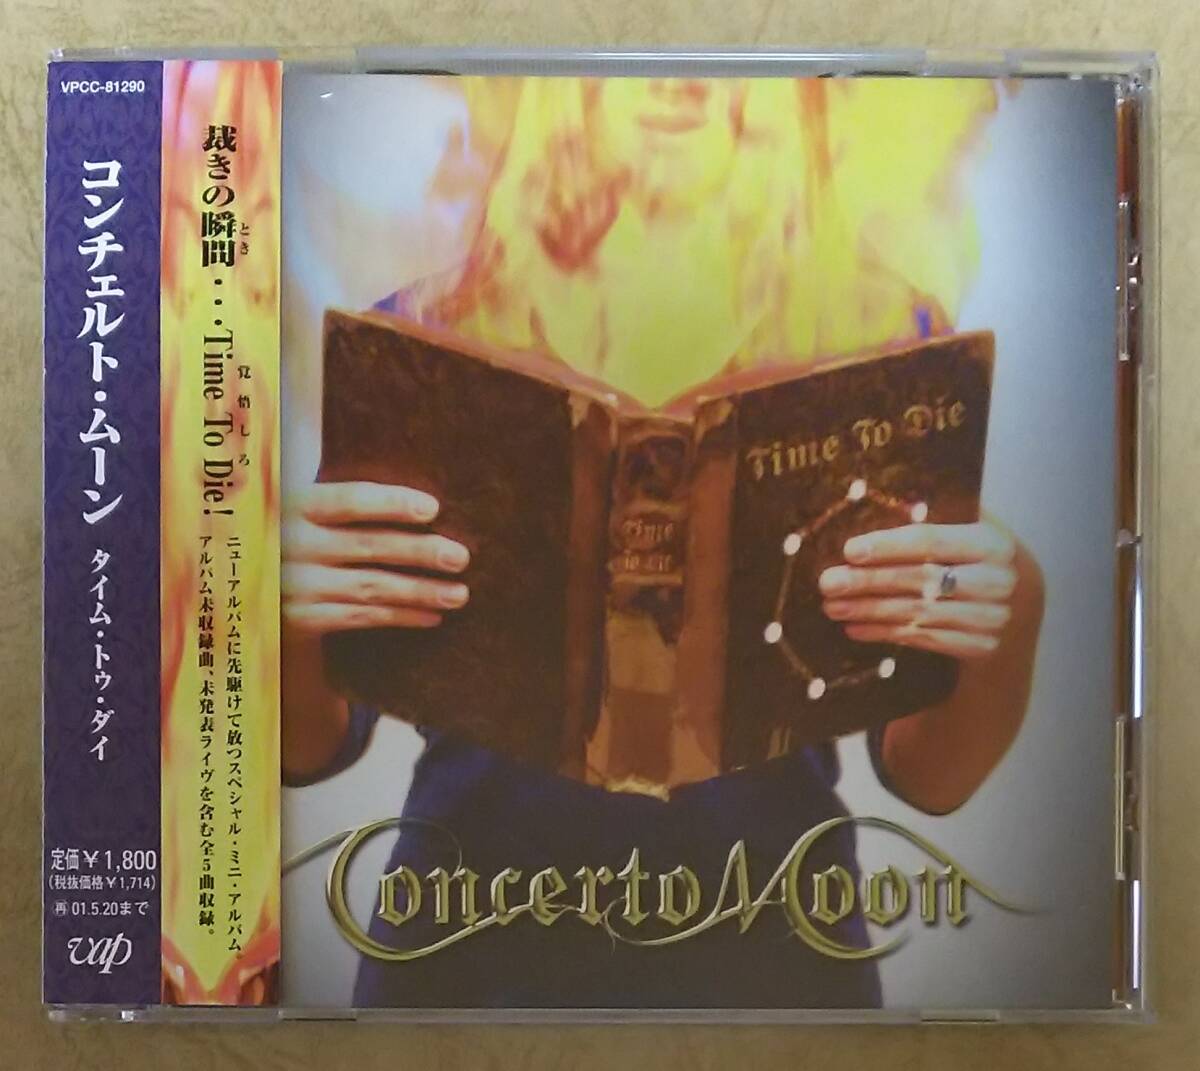 VPCC-81290
コンチェルト・ムーン タイム・トゥ・ダイ
定価￥1,800
(税抜価格￥1,714)
再 01.5.20まで
vap
裁きの瞬間・・・Time To Die!
とき
覚悟しろ
ニューアルバムに先駆けて放つスペシャル・ミニ・アルバム。
アルバム未収録曲、未発表ライヴを含む全5曲収録。
Time To Die
Time
to die
Concerto Moon